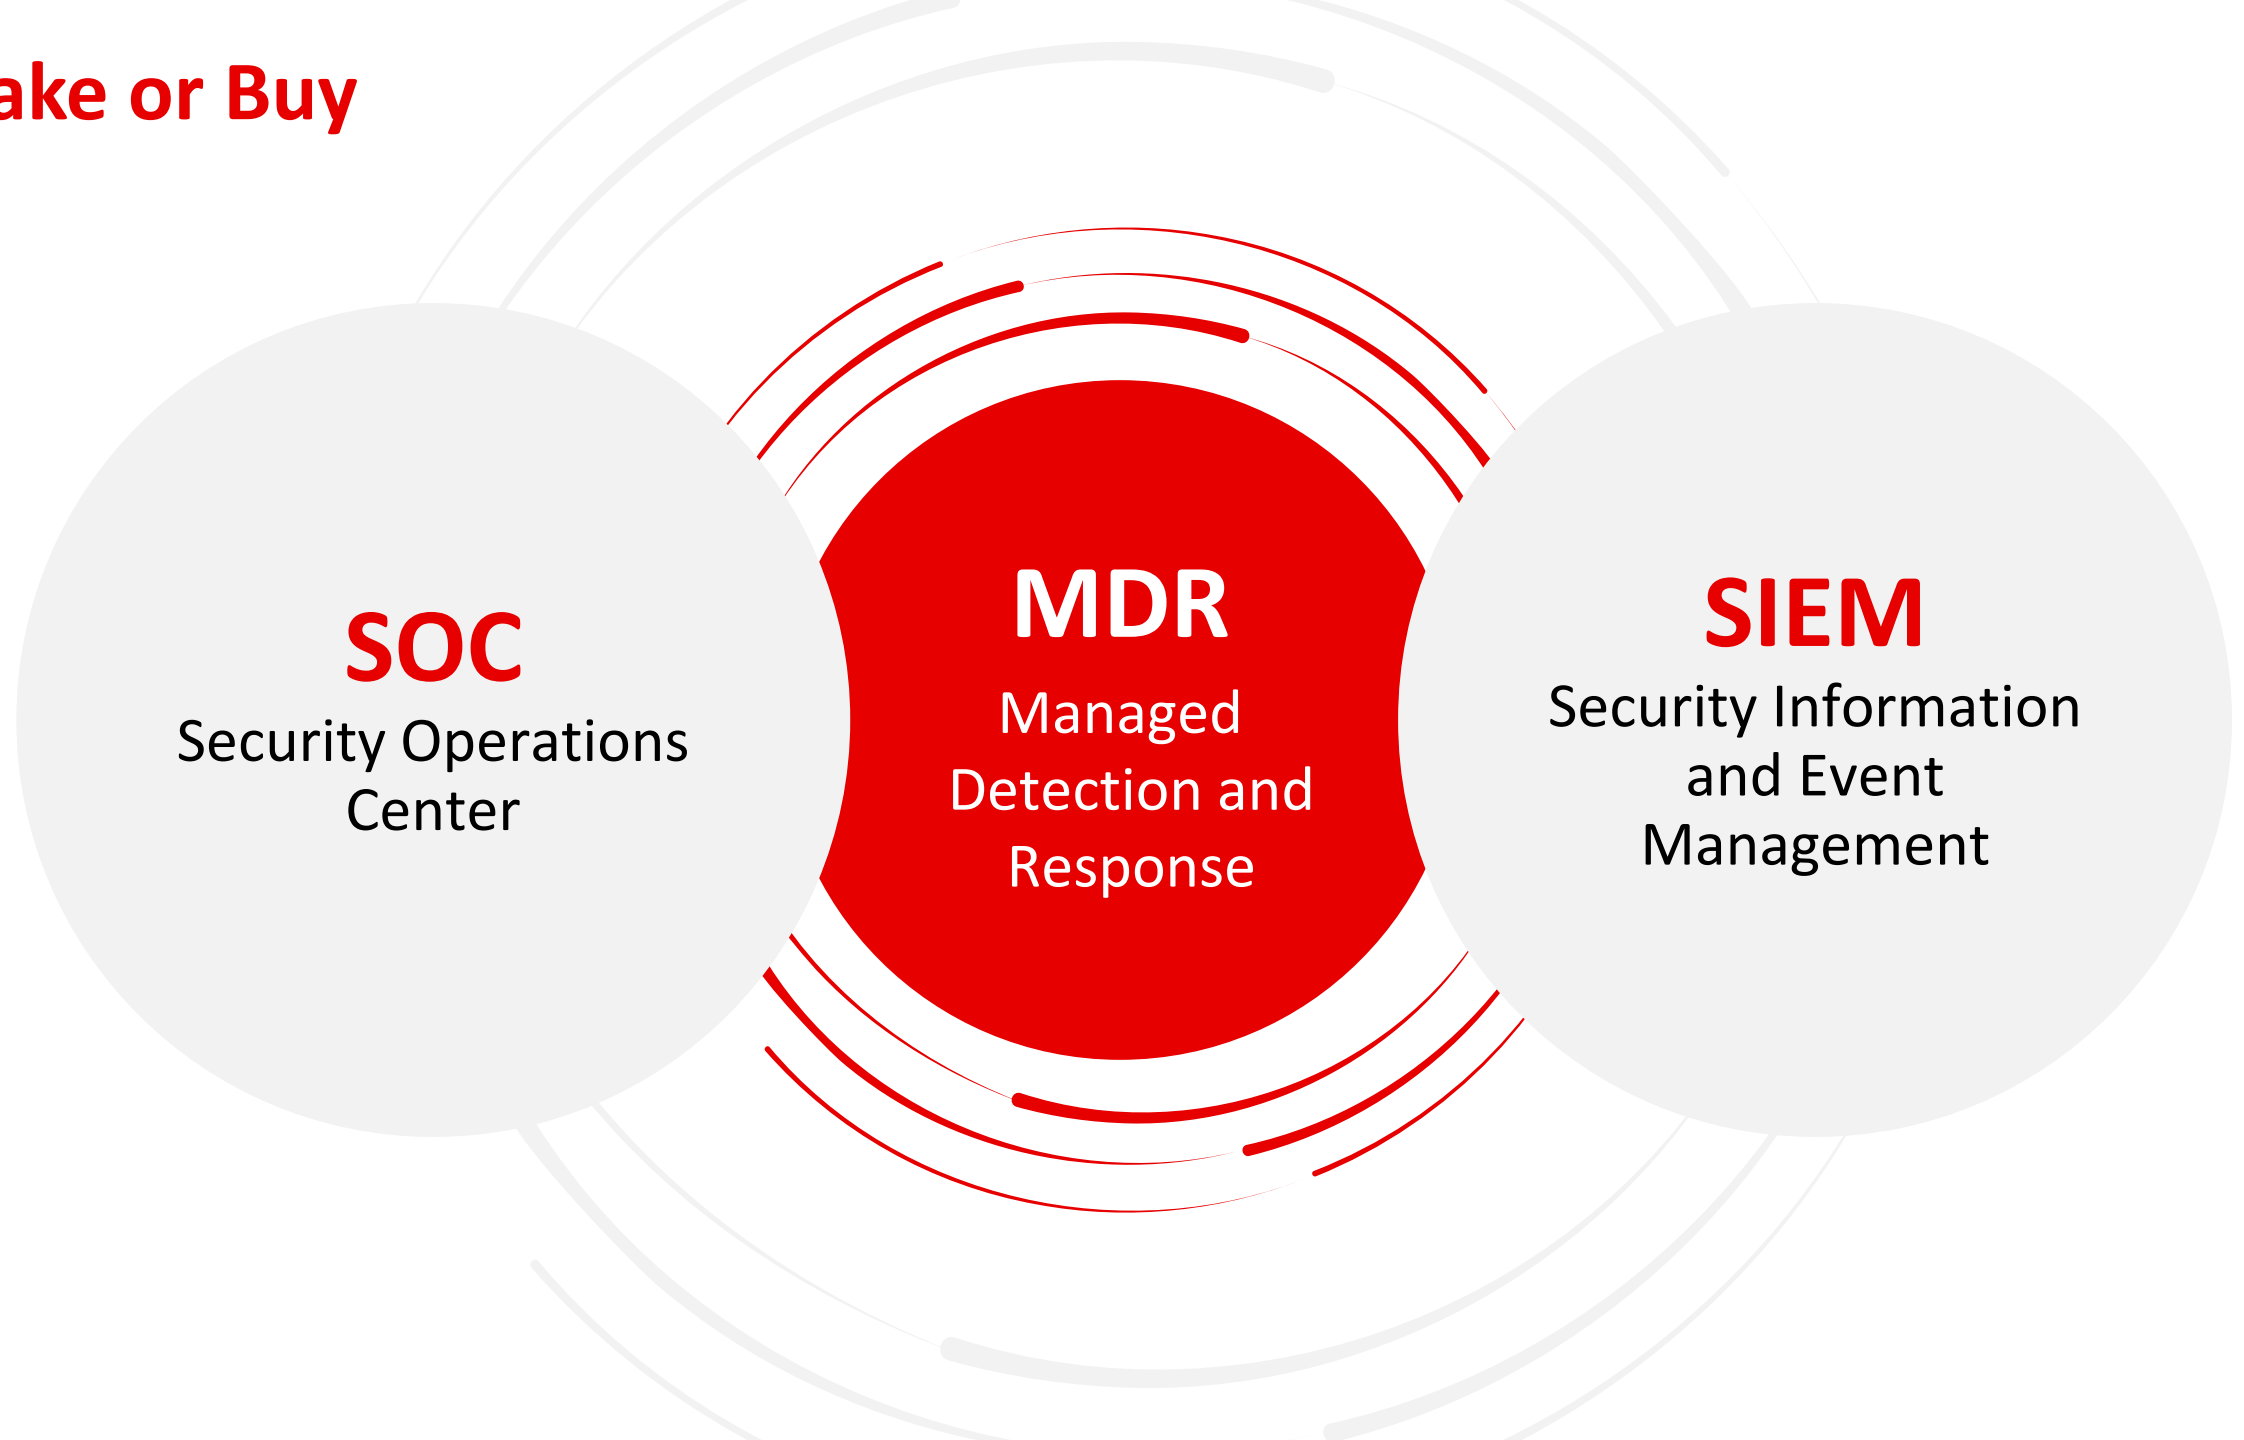 ake or Buy
SOC
Security Operations
Center
MDR
Managed
Detection and
Response
SIEM
Security Information
and Event
Management